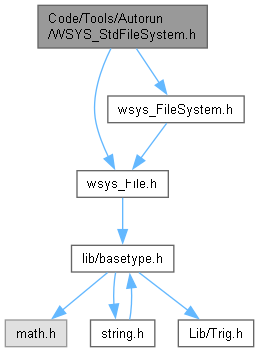 Code/Tools/Autorun
/WSYS_StdFileSystem.h
wsys_FileSystem.h
wsys_File.h
lib/basetype.h
math.h
string.h
Lib/Trig.h